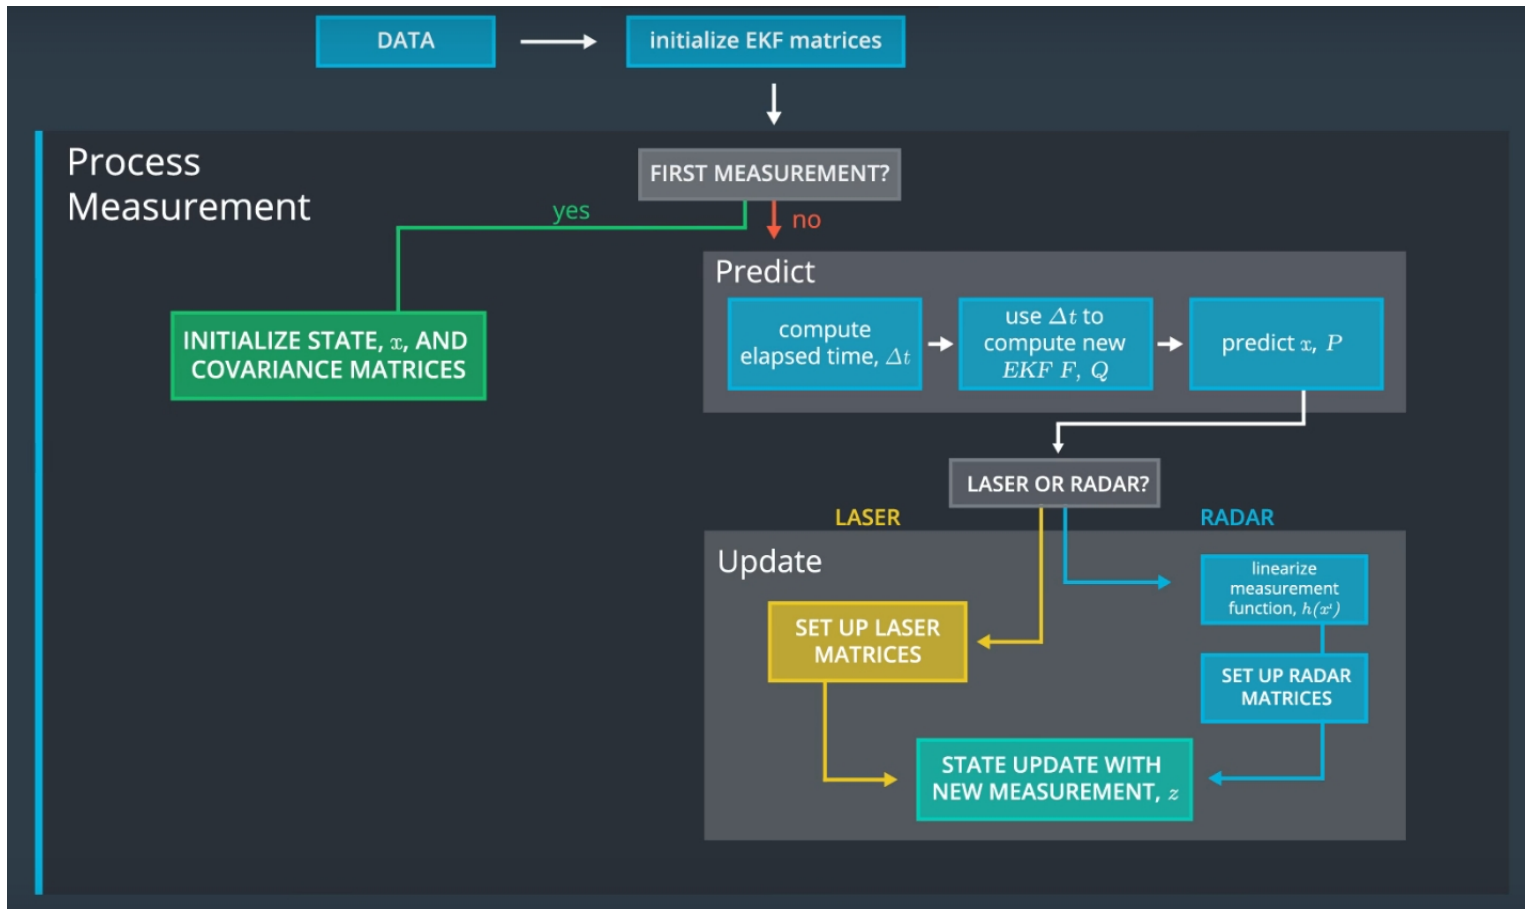 DATA
initialize EKF matrices
Process
Measurement
FIRST MEASUREMENT?
yes
no
Predict
compute
elapsed time, Δt
use Δt to
compute new
EKF F, Q
predict x, P
INITIALIZE STATE, x, AND
COVARIANCE MATRICES
LASER OR RADAR?
LASER
RADAR
Update
linearize
measurement
function, h(x')
SET UP LASER
MATRICES
SET UP RADAR
MATRICES
STATE UPDATE WITH
NEW MEASUREMENT, z